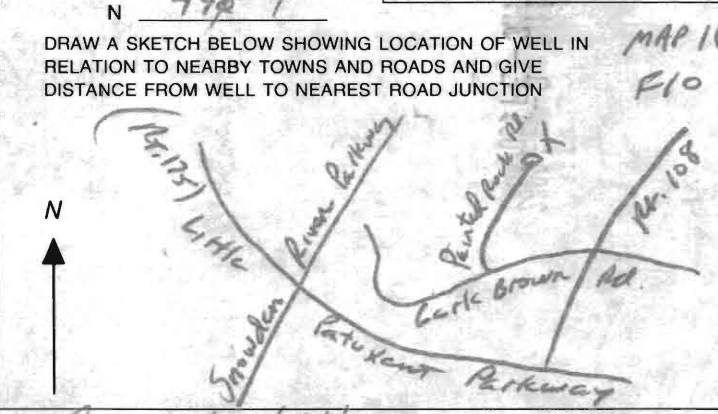 N
DRAW A SKETCH BELOW SHOWING LOCATION OF WELL IN
RELATION TO NEARBY TOWNS AND ROADS AND GIVE
DISTANCE FROM WELL TO NEAREST ROAD JUNCTION
MAP
F10
(Rt. 175) Little Patuxent Parkway
Snowden River Parkway
Painted Rock Rd.
X
Rt. 108
Lark Brown Rd.
N